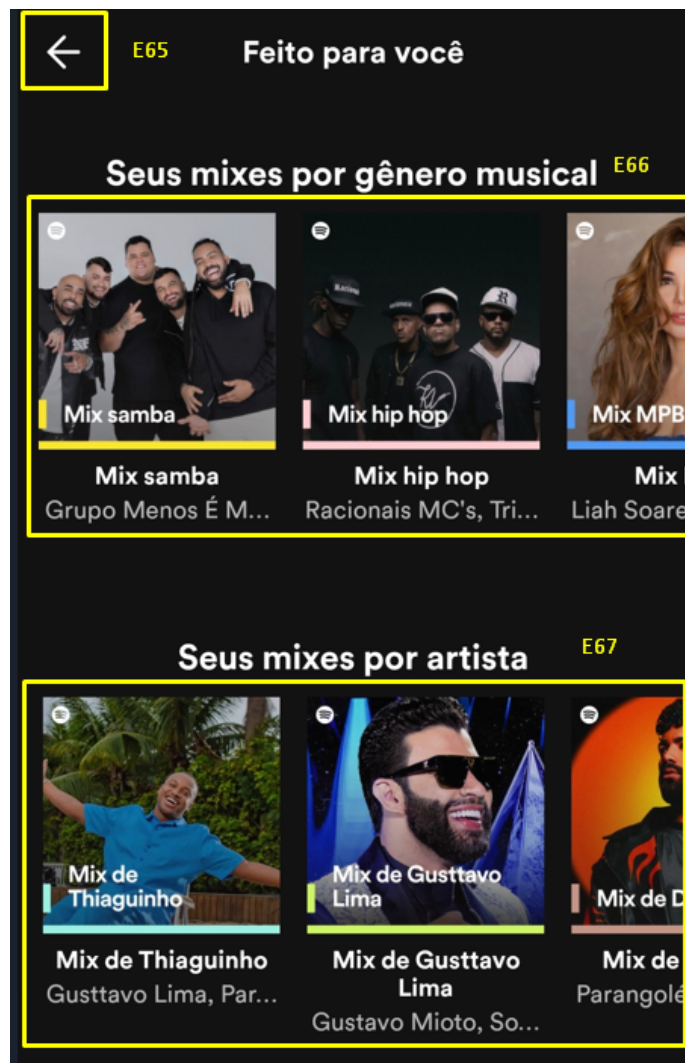 E65 Feito para você
Seus mixes por gênero musical E66
Mix samba Mix hip hop Mix MPB
Mix samba Mix hip hop Mix
Grupo Menos É M... Racionais MC's, Tri... Liah Soare
Seus mixes por artista E67
Mix de Mix de Gusttavo
Thiaguinho Lima Mix de D
Mix de Thiaguinho Mix de Gusttavo Mix de
Lima
Gusttavo Lima, Par... Parangolé
Gustavo Mioto, So...